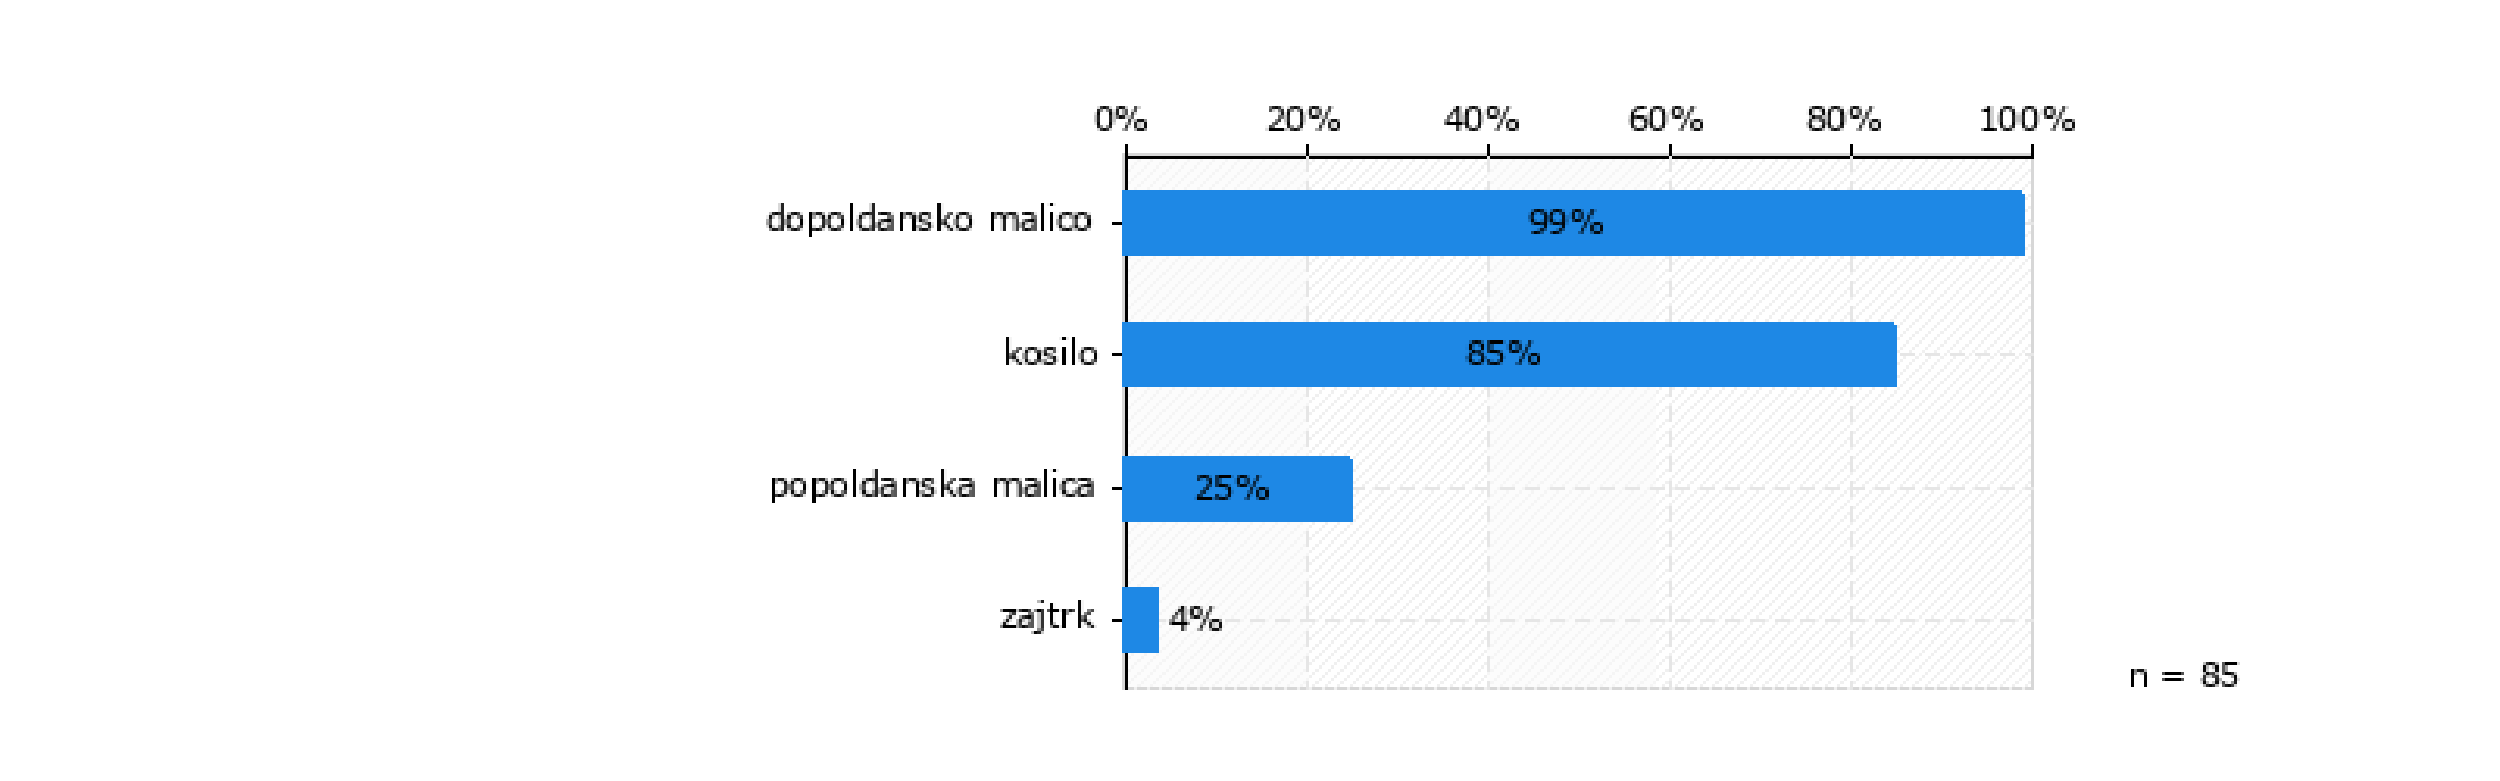 0% 20% 40% 60% 80% 100%
dopoldansko malico 99%
kosilo 85%
popoldanska malica 25%
zajtrk 4%
n = 85